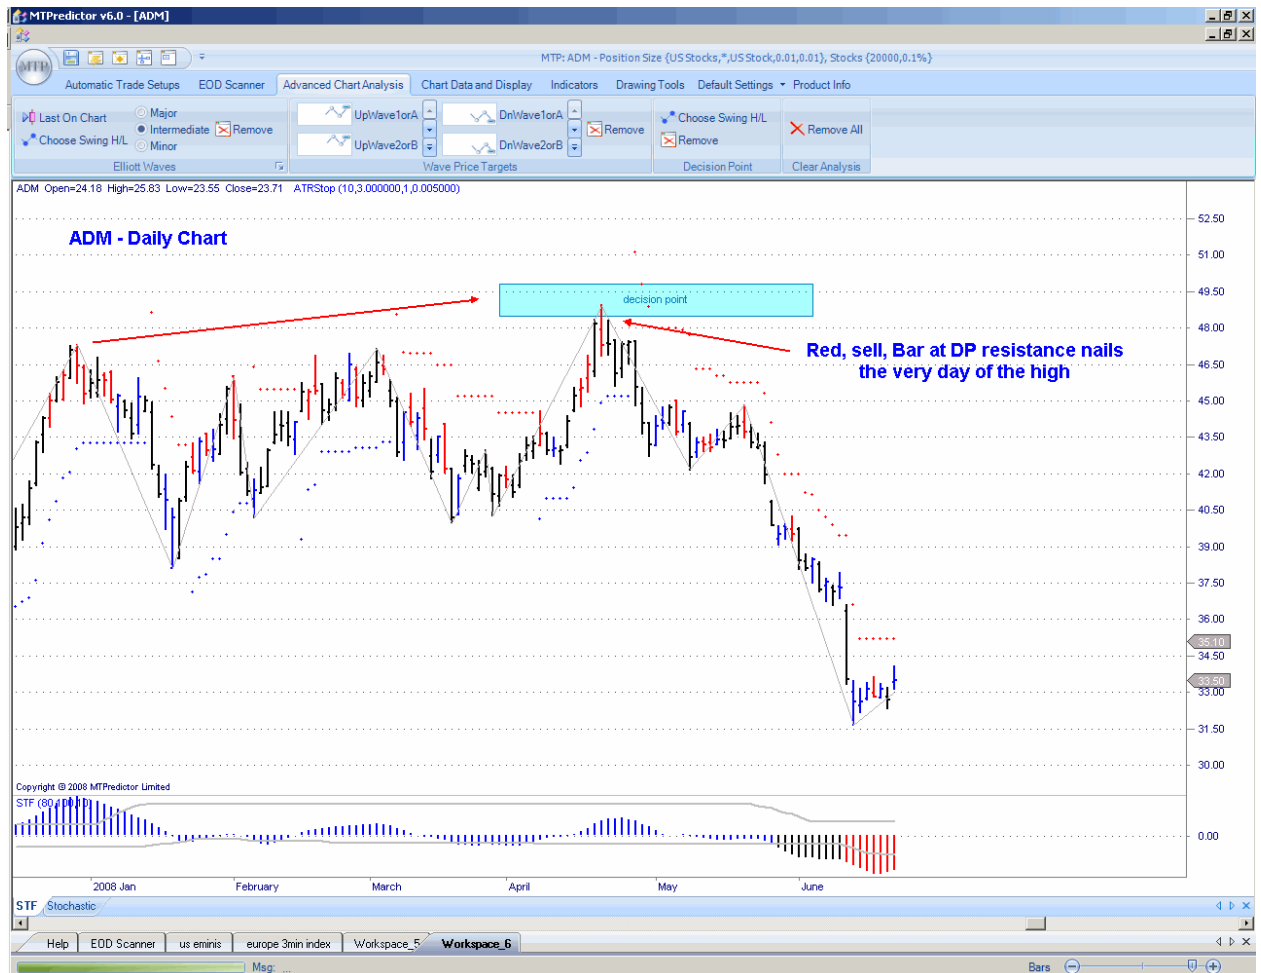 MTPredictor v6.0 - [ADM]
MTP
MTP: ADM - Position Size {US Stocks,*,US Stock,0.01,0.01}, Stocks {20000,0.1%}
Automatic Trade Setups EOD Scanner Advanced Chart Analysis Chart Data and Display Indicators Drawing Tools Default Settings Product Info
Last On Chart
Choose Swing H/L
Major
Intermediate
Minor
Remove
Elliott Waves
UpWave1orA
UpWave2orB
DnWave1orA
DnWave2orB
Remove
Wave Price Targets
Choose Swing H/L
Remove
Decision Point
Remove All
Clear Analysis
ADM Open=24.18 High=25.83 Low=23.55 Close=23.71 ATRStop (10,3.000000,1,0.005000)
ADM - Daily Chart
decision point
Red, sell, Bar at DP resistance nails
the very day of the high
52.50
51.00
49.50
48.00
46.50
45.00
43.50
42.00
40.50
39.00
37.50
36.00
35.10
34.50
33.50
33.00
31.50
30.00
Copyright © 2008 MTPredictor Limited
STF (80,100,10)
0.00
2008 Jan February March April May June
STF Stochastic
Help EOD Scanner us eminis europe 3min index Workspace_5 Workspace_6
Msg: ...
Bars